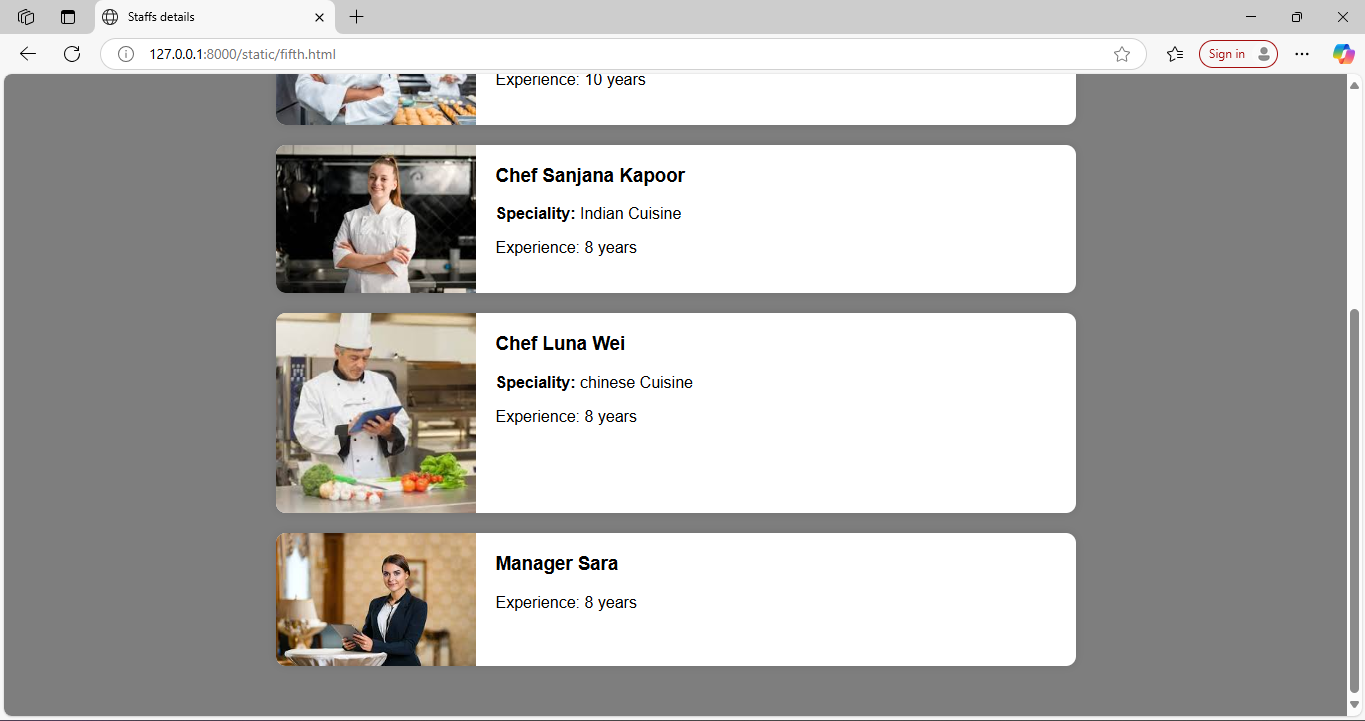 Staffs details
127.0.0.1:8000/static/fifth.html
Sign in
Experience: 10 years
Chef Sanjana Kapoor
Speciality: Indian Cuisine
Experience: 8 years
Chef Luna Wei
Speciality: chinese Cuisine
Experience: 8 years
Manager Sara
Experience: 8 years